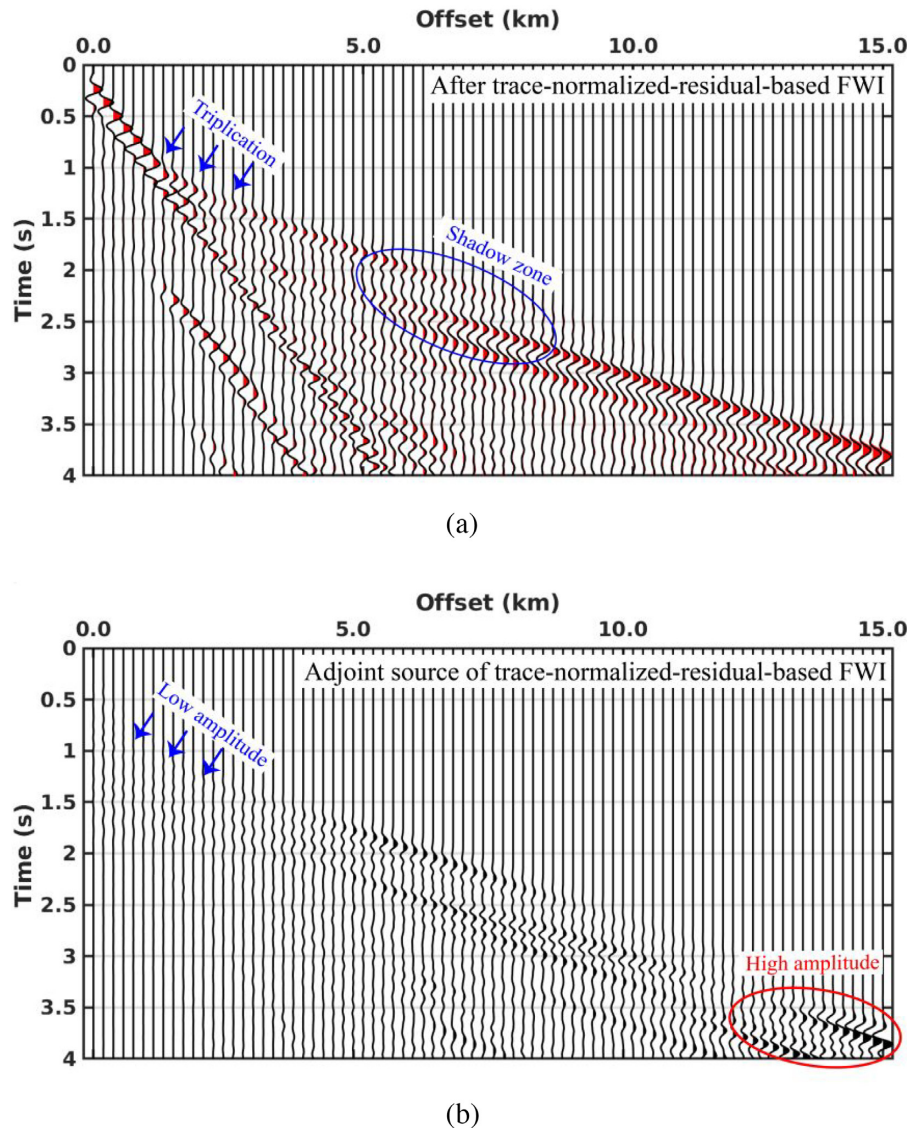 Offset (km)
0.0 5.0 10.0 15.0
After trace-normalized-residual-based FWI
Triplication
Shadow zone
Time (s)
0
0.5
1
1.5
2
2.5
3
3.5
4
(a)
Offset (km)
0.0 5.0 10.0 15.0
Adjoint source of trace-normalized-residual-based FWI
Low amplitude
High amplitude
Time (s)
0
0.5
1
1.5
2
2.5
3
3.5
4
(b)